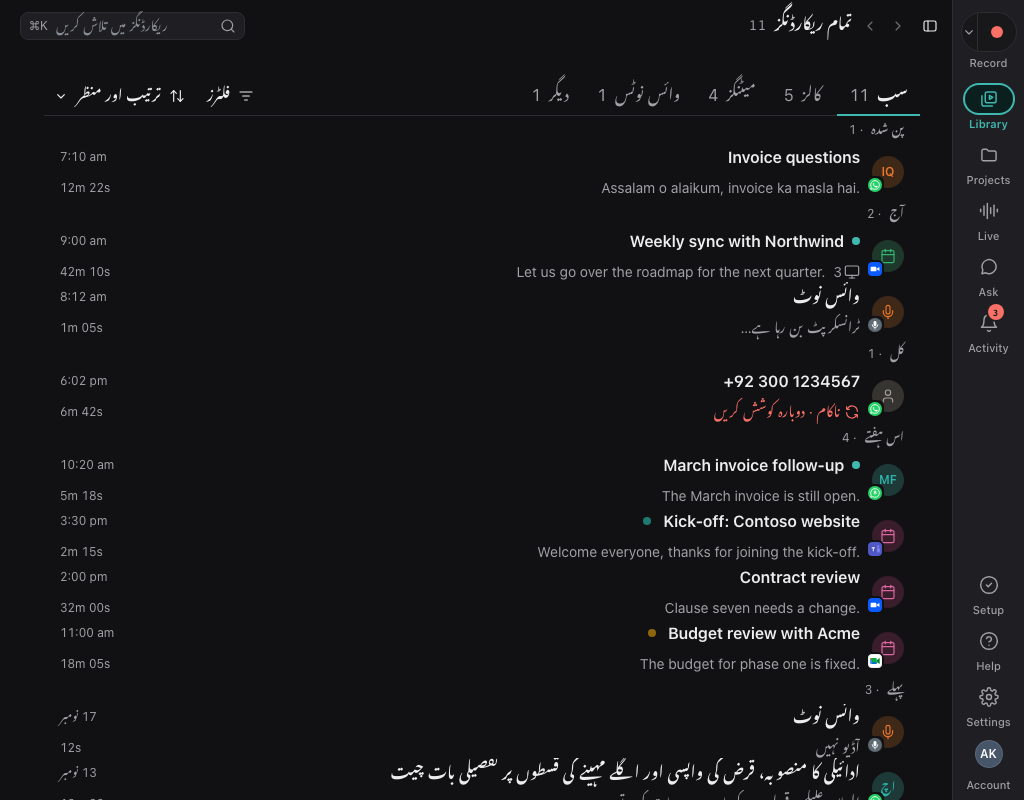 تمام ریکارڈنگز 11
ریکارڈنگز میں تلاش کریں ⌘K
سب 11
کالز 5
میٹنگز 4
وائس نوٹس 1
دیگر 1
فلٹرز
ترتیب اور منظر
پن شدہ · 1
IQ
Invoice questions
7:10 am
Assalam o alaikum, invoice ka masla hai.
12m 22s
آج · 2
Weekly sync with Northwind
9:00 am
3 Let us go over the roadmap for the next quarter.
42m 10s
وائس نوٹ
8:12 am
ٹرانسکرپٹ بن رہا ہے...
1m 05s
کل · 1
+92 300 1234567
6:02 pm
ناکام · دوبارہ کوشش کریں
6m 42s
اس ہفتے · 4
MF
March invoice follow-up
10:20 am
The March invoice is still open.
5m 18s
Kick-off: Contoso website
3:30 pm
Welcome everyone, thanks for joining the kick-off.
2m 15s
Contract review
2:00 pm
Clause seven needs a change.
32m 00s
Budget review with Acme
11:00 am
The budget for phase one is fixed.
18m 05s
پہلے · 3
وائس نوٹ
17 نومبر
آڈیو نہیں
12s
اچ
ادائیگی کا منصوبہ، قرض کی واپسی اور اگلے مہینے کی قسطوں پر تفصیلی بات چیت
13 نومبر
Record
Library
Projects
Live
Ask
3
Activity
Setup
Help
Settings
AK
Account